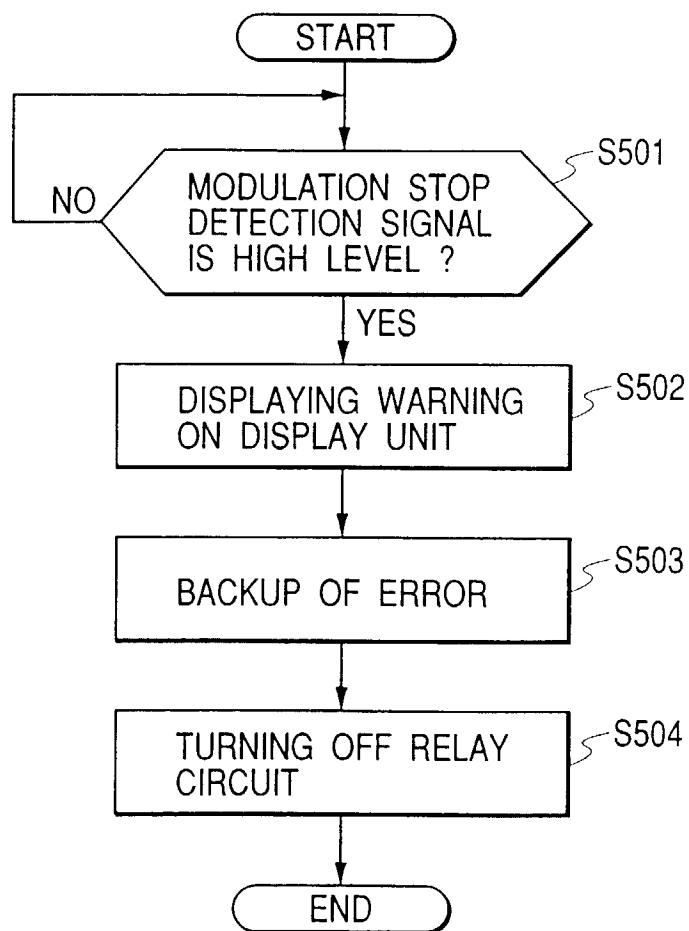 START
S501
MODULATION STOP
DETECTION SIGNAL
IS HIGH LEVEL ?
NO
YES
DISPLAYING WARNING
ON DISPLAY UNIT
S502
BACKUP OF ERROR
S503
TURNING OFF RELAY
CIRCUIT
S504
END